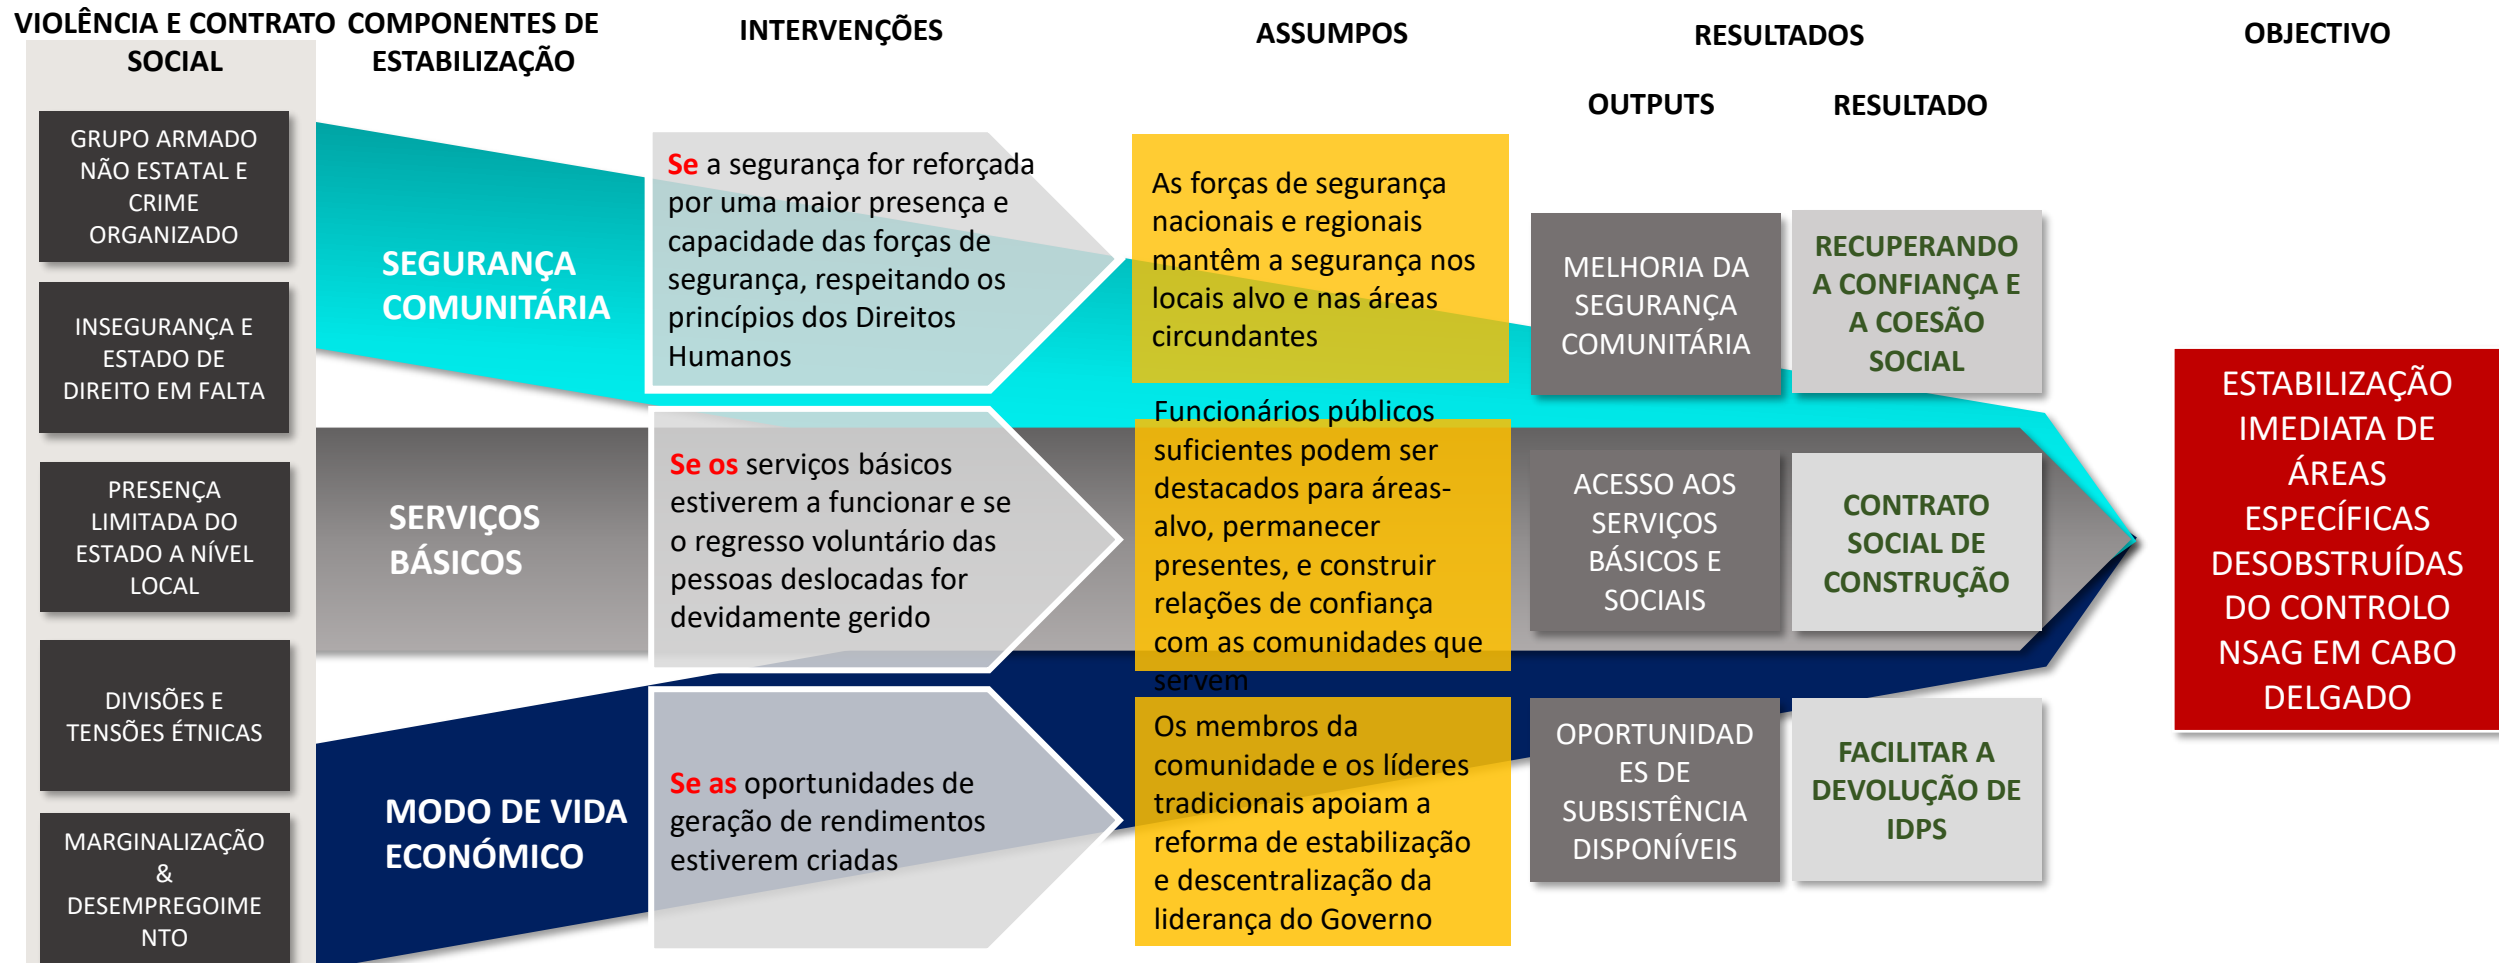 VIOLÊNCIA E CONTRATO
SOCIAL
COMPONENTES DE
ESTABILIZAÇÃO
INTERVENÇÕES
ASSUMPOS
RESULTADOS
OBJECTIVO
OUTPUTS
RESULTADO
GRUPO ARMADO
NÃO ESTATAL E
CRIME
ORGANIZADO
INSEGURANÇA E
ESTADO DE
DIREITO EM FALTA
PRESENÇA
LIMITADA DO
ESTADO A NÍVEL
LOCAL
DIVISÕES E
TENSÕES ÉTNICAS
MARGINALIZAÇÃO
&
DESEMPREGOIME
NTO
SEGURANÇA
COMUNITÁRIA
Se a segurança for reforçada
por uma maior presença e
capacidade das forças de
segurança, respeitando os
princípios dos Direitos
Humanos
As forças de segurança
nacionais e regionais
mantêm a segurança nos
locais alvo e nas áreas
circundantes
MELHORIA DA
SEGURANÇA
COMUNITÁRIA
RECUPERANDO
A CONFIANÇA E
A COESÃO
SOCIAL
SERVIÇOS
BÁSICOS
Se os serviços básicos
estiverem a funcionar e se
o regresso voluntário das
pessoas deslocadas for
devidamente gerido
Funcionários públicos
suficientes podem ser
destacados para áreas-
alvo, permanecer
presentes, e construir
relações de confiança
com as comunidades que
servem
ACESSO AOS
SERVIÇOS
BÁSICOS E
SOCIAIS
CONTRATO
SOCIAL DE
CONSTRUÇÃO
MODO DE VIDA
ECONÓMICO
Se as oportunidades de
geração de rendimentos
estiverem criadas
Os membros da
comunidade e os líderes
tradicionais apoiam a
reforma de estabilização
e descentralização da
liderança do Governo
OPORTUNIDAD
ES DE
SUBSISTÊNCIA
DISPONÍVEIS
FACILITAR A
DEVOLUÇÃO DE
IDPS
ESTABILIZAÇÃO
IMEDIATA DE
ÁREAS
ESPECÍFICAS
DESOBSTRUÍDAS
DO CONTROLO
NSAG EM CABO
DELGADO